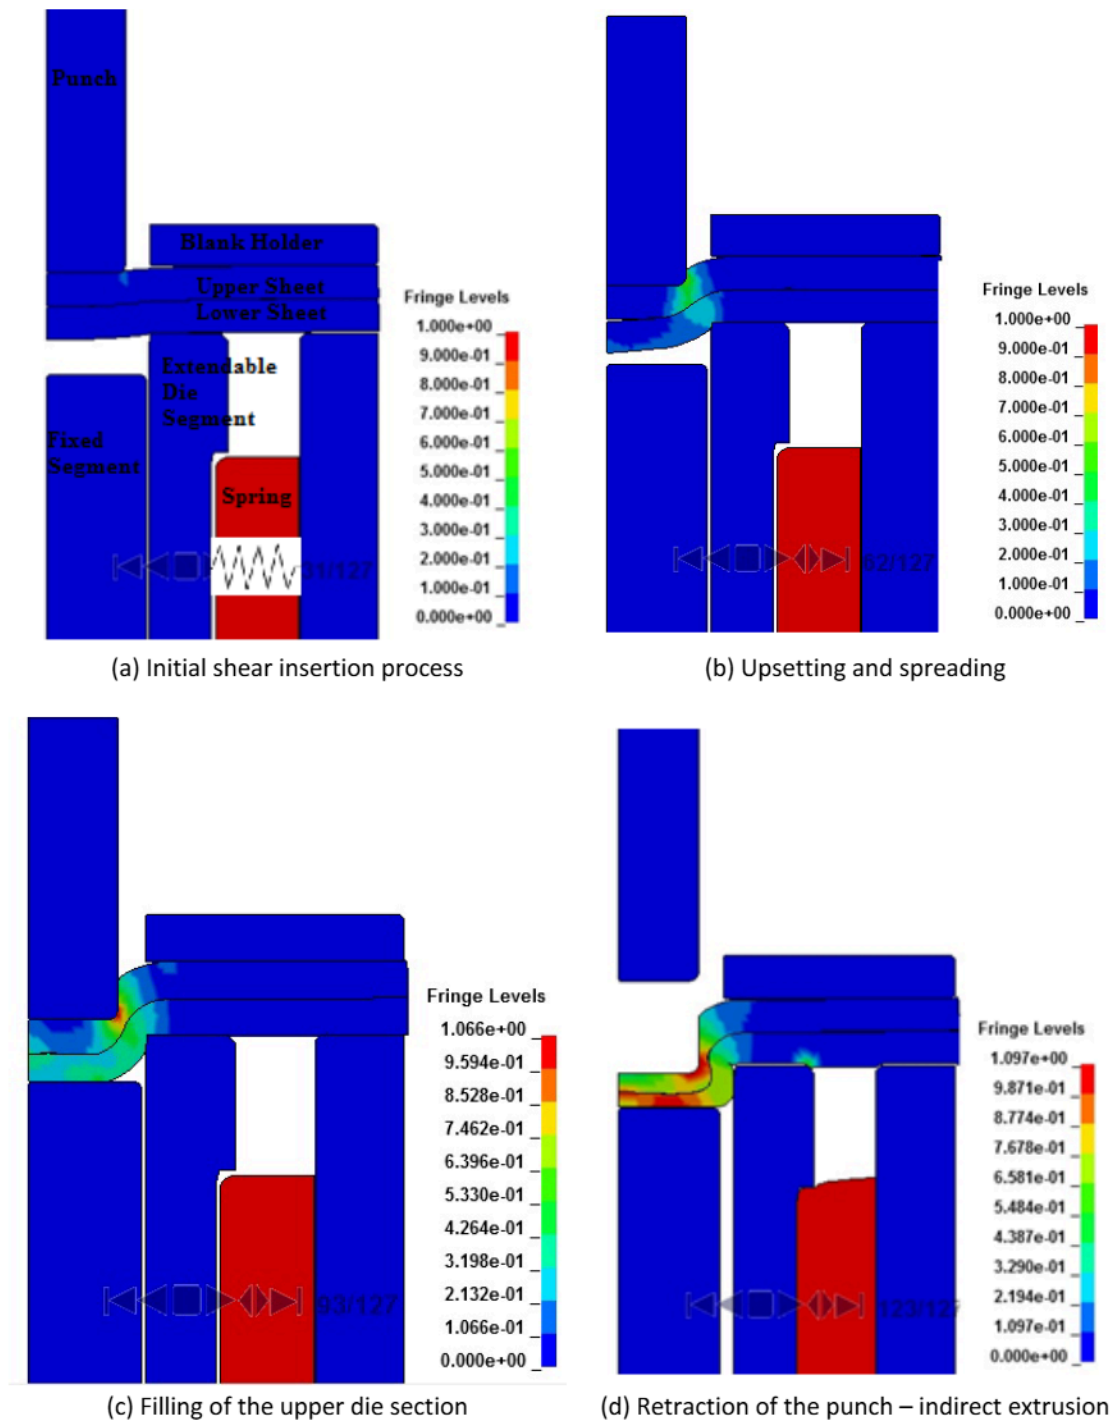 Punch
Blank Holder
Upper Sheet
Lower Sheet
Extendable
Die
Segment
Fixed
Segment
Spring
31/127
Fringe Levels
1.000e+00
9.000e-01
8.000e-01
7.000e-01
6.000e-01
5.000e-01
4.000e-01
3.000e-01
2.000e-01
1.000e-01
0.000e+00
(a) Initial shear insertion process
62/127
Fringe Levels
1.000e+00
9.000e-01
8.000e-01
7.000e-01
6.000e-01
5.000e-01
4.000e-01
3.000e-01
2.000e-01
1.000e-01
0.000e+00
(b) Upsetting and spreading
93/127
Fringe Levels
1.066e+00
9.594e-01
8.528e-01
7.462e-01
6.396e-01
5.330e-01
4.264e-01
3.198e-01
2.132e-01
1.066e-01
0.000e+00
(c) Filling of the upper die section
123/127
Fringe Levels
1.097e+00
9.871e-01
8.774e-01
7.678e-01
6.581e-01
5.484e-01
4.387e-01
3.290e-01
2.194e-01
1.097e-01
0.000e+00
(d) Retraction of the punch – indirect extrusion